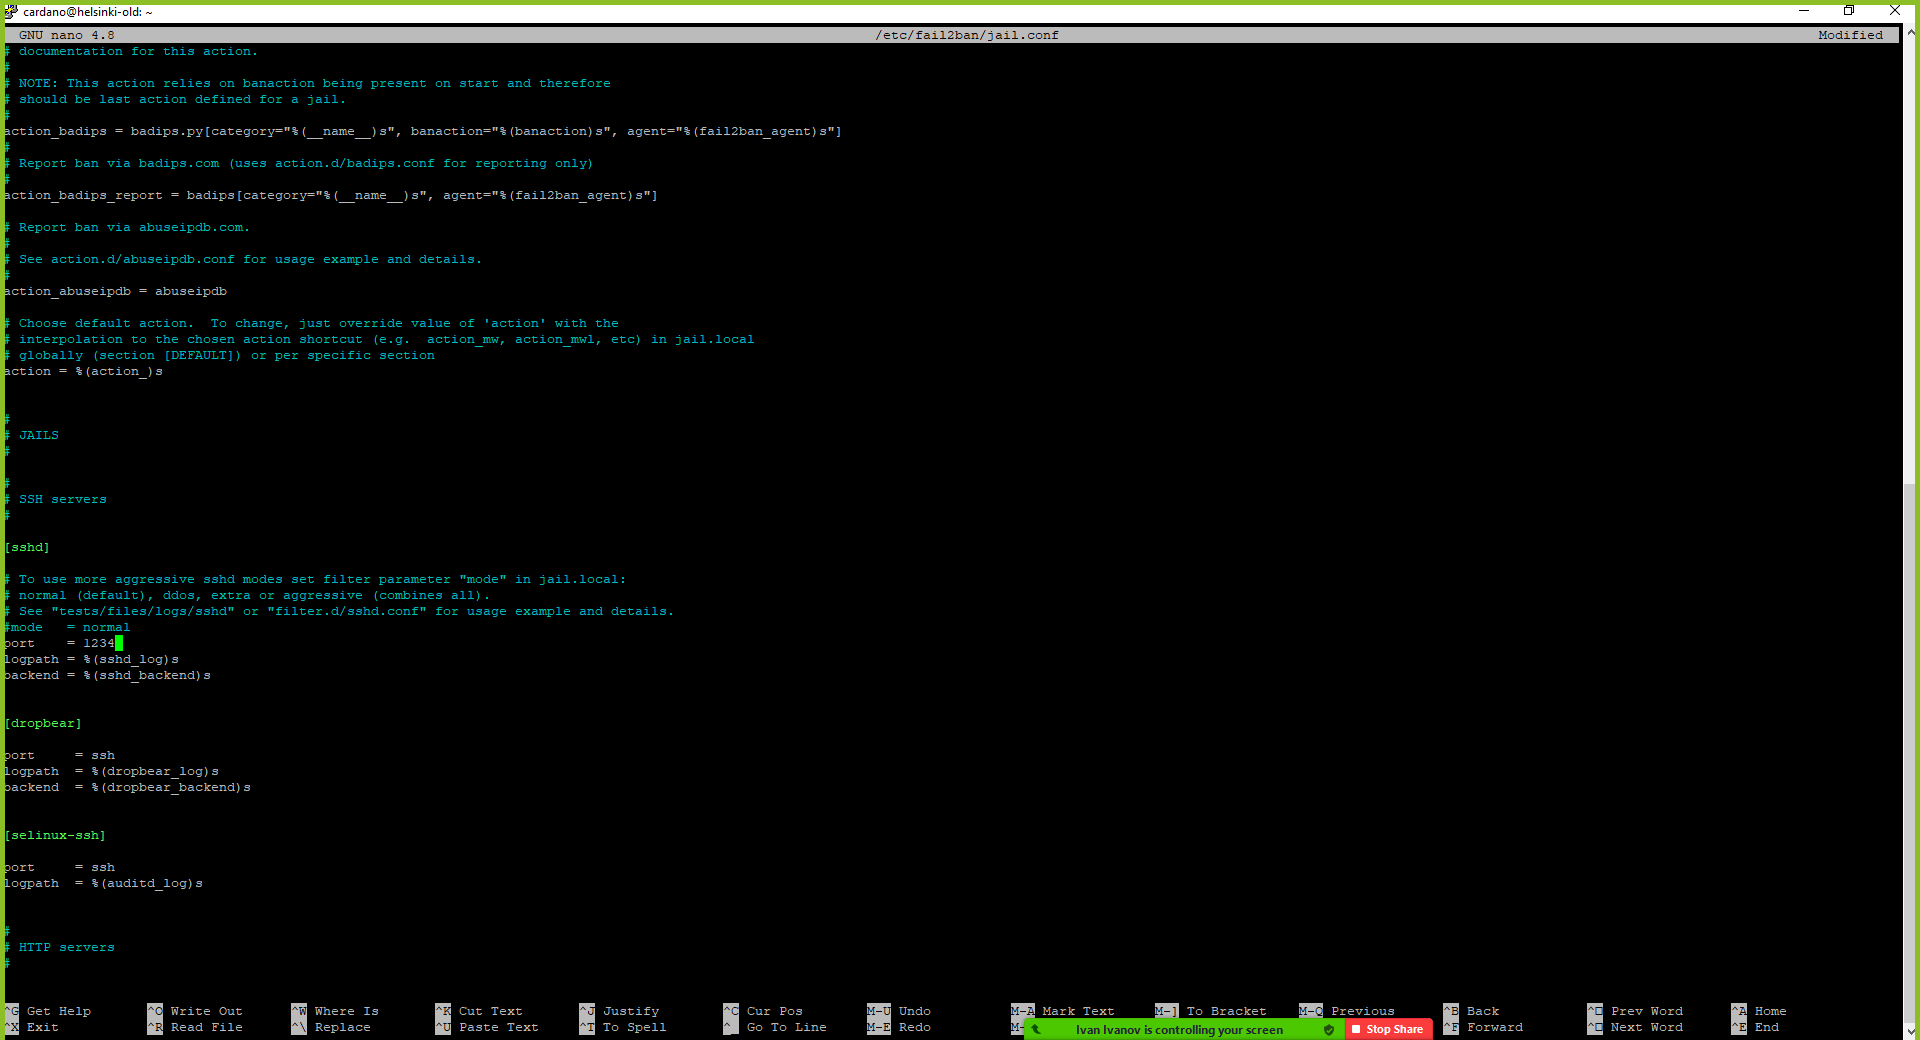 cardano@helsinki-old: ~
GNU nano 4.8 /etc/fail2ban/jail.conf Modified
# documentation for this action.
#
# NOTE: This action relies on banaction being present on start and therefore
# should be last action defined for a jail.
#
action_badips = badips.py[category="%(__name__)s", banaction="%(banaction)s", agent="%(fail2ban_agent)s"]
#
# Report ban via badips.com (uses action.d/badips.conf for reporting only)
#
action_badips_report = badips[category="%(__name__)s", agent="%(fail2ban_agent)s"]
# Report ban via abuseipdb.com.
#
# See action.d/abuseipdb.conf for usage example and details.
#
action_abuseipdb = abuseipdb
# Choose default action.  To change, just override value of 'action' with the
# interpolation to the chosen action shortcut (e.g.  action_mw, action_mwl, etc) in jail.local
# globally (section [DEFAULT]) or per specific section
action = %(action_)s
#
# JAILS
#
#
# SSH servers
#
[sshd]
# To use more aggressive sshd modes set filter parameter "mode" in jail.local:
# normal (default), ddos, extra or aggressive (combines all).
# See "tests/files/logs/sshd" or "filter.d/sshd.conf" for usage example and details.
#mode   = normal
port    = 1234
logpath = %(sshd_log)s
backend = %(sshd_backend)s
[dropbear]
port     = ssh
logpath  = %(dropbear_log)s
backend  = %(dropbear_backend)s
[selinux-ssh]
port     = ssh
logpath  = %(auditd_log)s
#
# HTTP servers
#
^G Get Help ^O Write Out ^W Where Is ^K Cut Text ^J Justify ^C Cur Pos M-U Undo M-A Mark Text M-] To Bracket M-Q Previous ^B Back ^□ Prev Word ^A Home
^X Exit ^R Read File ^\ Replace ^U Paste Text ^T To Spell ^_ Go To Line M-E Redo M- ^F Forward ^□ Next Word ^E End
Ivan Ivanov is controlling your screen Stop Share